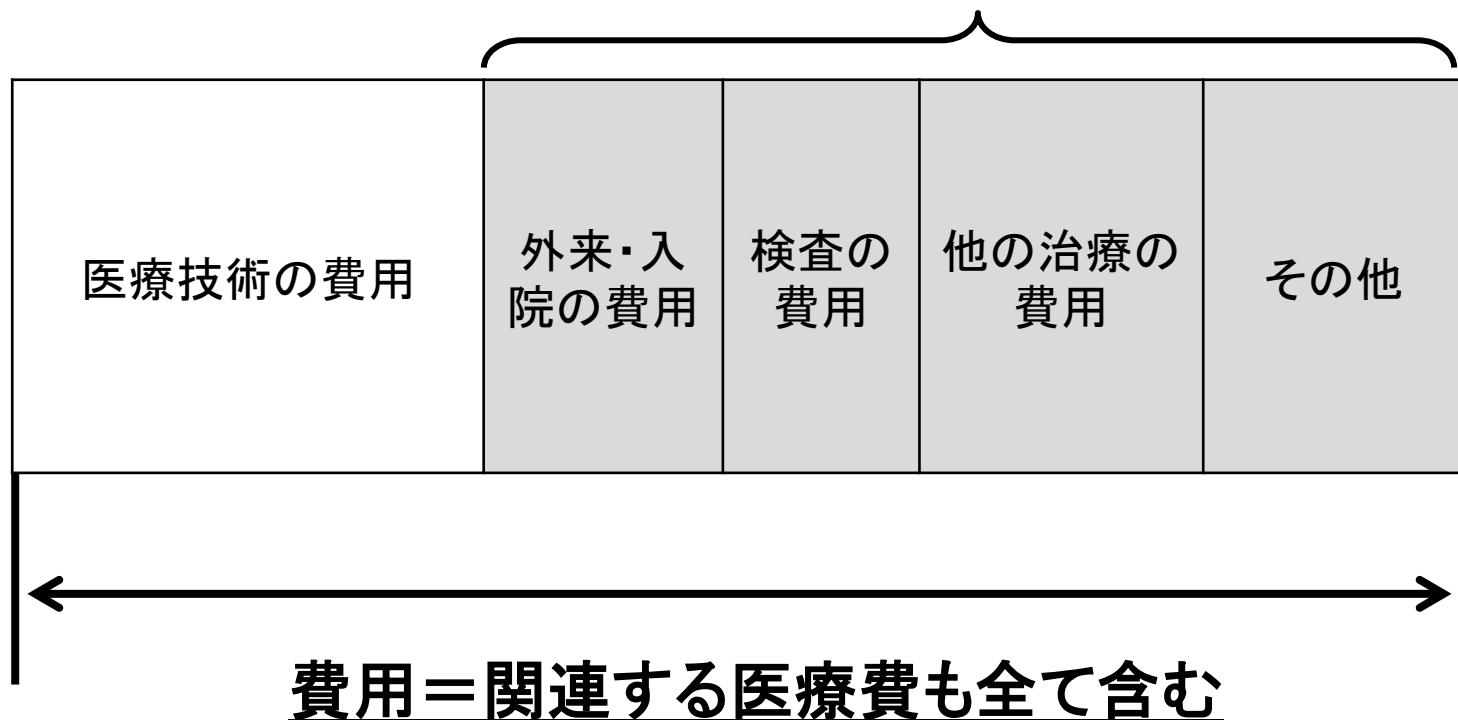 医療技術の費用
外来・入
院の費用
検査の
費用
他の治療の
費用
その他
費用＝関連する医療費も全て含む